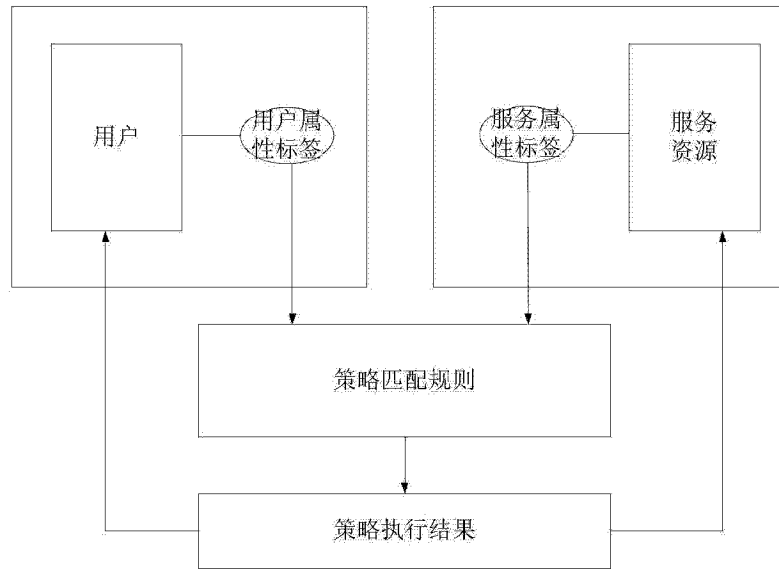 用户
用户属
性标签
服务属
性标签
服务
资源
策略匹配规则
策略执行结果